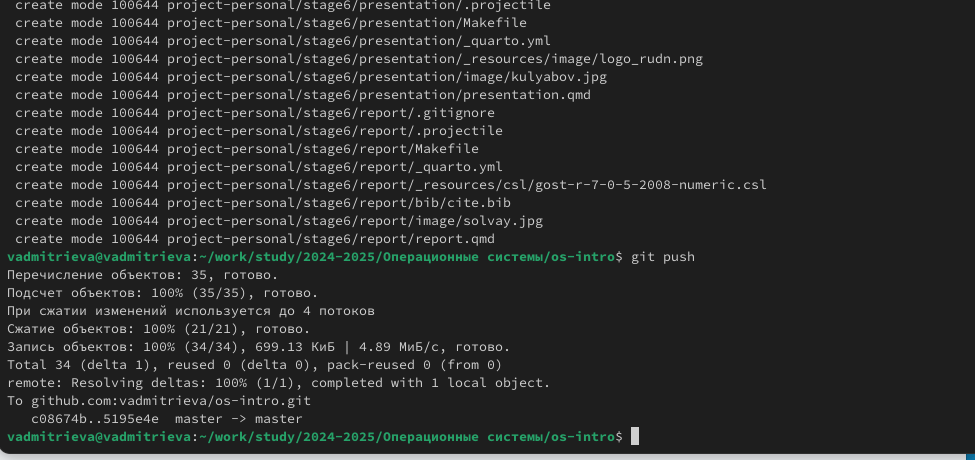 create mode 100644 project-personal/stage6/presentation/.projectile
create mode 100644 project-personal/stage6/presentation/Makefile
create mode 100644 project-personal/stage6/presentation/_quarto.yml
create mode 100644 project-personal/stage6/presentation/_resources/image/logo_rudn.png
create mode 100644 project-personal/stage6/presentation/image/kulyabov.jpg
create mode 100644 project-personal/stage6/presentation/presentation.qmd
create mode 100644 project-personal/stage6/report/.gitignore
create mode 100644 project-personal/stage6/report/.projectile
create mode 100644 project-personal/stage6/report/Makefile
create mode 100644 project-personal/stage6/report/_quarto.yml
create mode 100644 project-personal/stage6/report/_resources/csl/gost-r-7-0-5-2008-numeric.csl
create mode 100644 project-personal/stage6/report/bib/cite.bib
create mode 100644 project-personal/stage6/report/image/solvay.jpg
create mode 100644 project-personal/stage6/report/report.qmd
vadmitrieva@vadmitrieva:~/work/study/2024-2025/Операционные системы/os-intro$ git push
Перечисление объектов: 35, готово.
Подсчет объектов: 100% (35/35), готово.
При сжатии изменений используется до 4 потоков
Сжатие объектов: 100% (21/21), готово.
Запись объектов: 100% (34/34), 699.13 КиБ | 4.89 МиБ/с, готово.
Total 34 (delta 1), reused 0 (delta 0), pack-reused 0 (from 0)
remote: Resolving deltas: 100% (1/1), completed with 1 local object.
To github.com:vadmitrieva/os-intro.git
c08674b..5195e4e  master -> master
vadmitrieva@vadmitrieva:~/work/study/2024-2025/Операционные системы/os-intro$